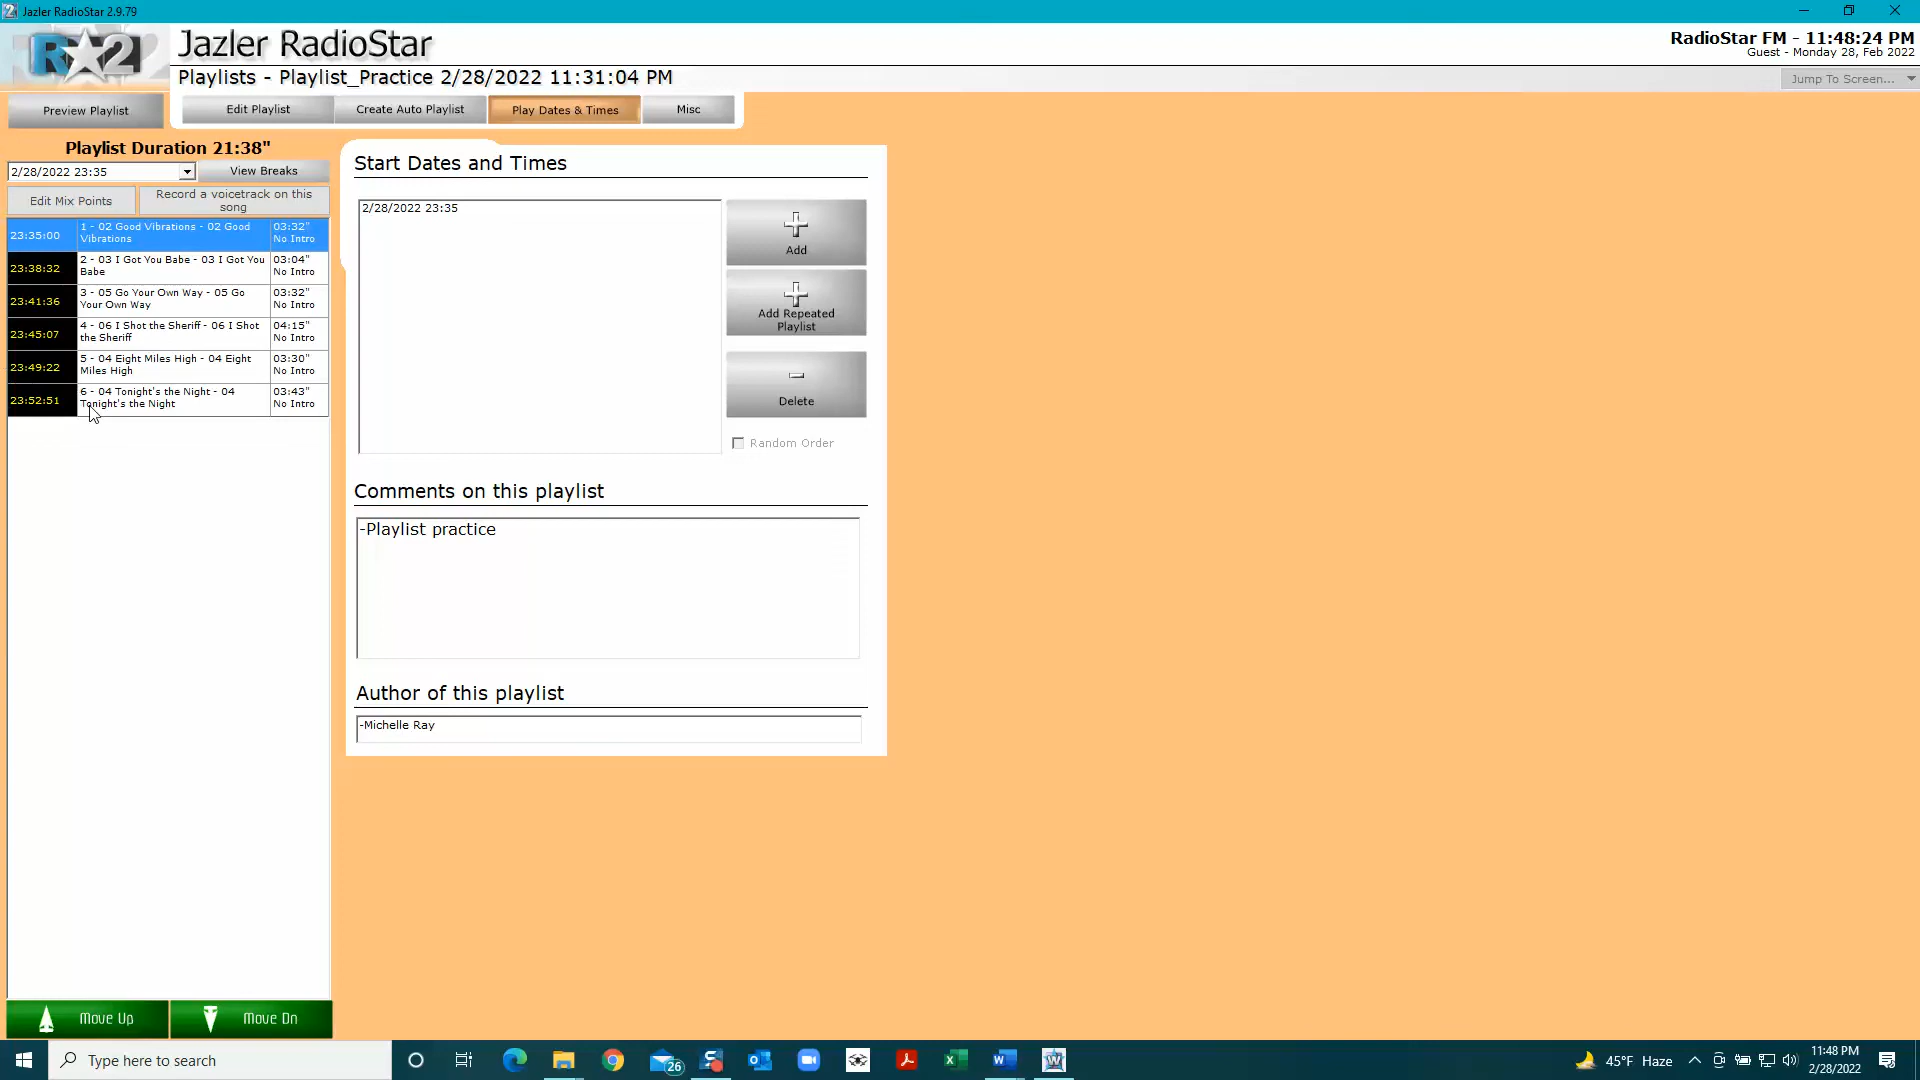 Jazler RadioStar 2.9.79
R 2
Jazler RadioStar
RadioStar FM - 11:48:24 PM
Guest - Monday 28, Feb 2022
Playlists - Playlist_Practice 2/28/2022 11:31:04 PM
Jump To Screen...
Preview Playlist
Edit Playlist
Create Auto Playlist
Play Dates & Times
Misc
Playlist Duration 21:38"
2/28/2022 23:35
View Breaks
Edit Mix Points
Record a voicetrack on this
song
23:35:00
1 - 02 Good Vibrations - 02 Good
Vibrations
03:32"
No Intro
23:38:32
2 - 03 I Got You Babe - 03 I Got You
Babe
03:04"
No Intro
23:41:36
3 - 05 Go Your Own Way - 05 Go
Your Own Way
03:32"
No Intro
23:45:07
4 - 06 I Shot the Sheriff - 06 I Shot
the Sheriff
04:15"
No Intro
23:49:22
5 - 04 Eight Miles High - 04 Eight
Miles High
03:30"
No Intro
23:52:51
6 - 04 Tonight's the Night - 04
Tonight's the Night
03:43"
No Intro
Move Up
Move Dn
Start Dates and Times
2/28/2022 23:35
Add
Add Repeated
Playlist
Delete
Random Order
Comments on this playlist
-Playlist practice
Author of this playlist
-Michelle Ray
Type here to search
26
45°F Haze
11:48 PM
2/28/2022